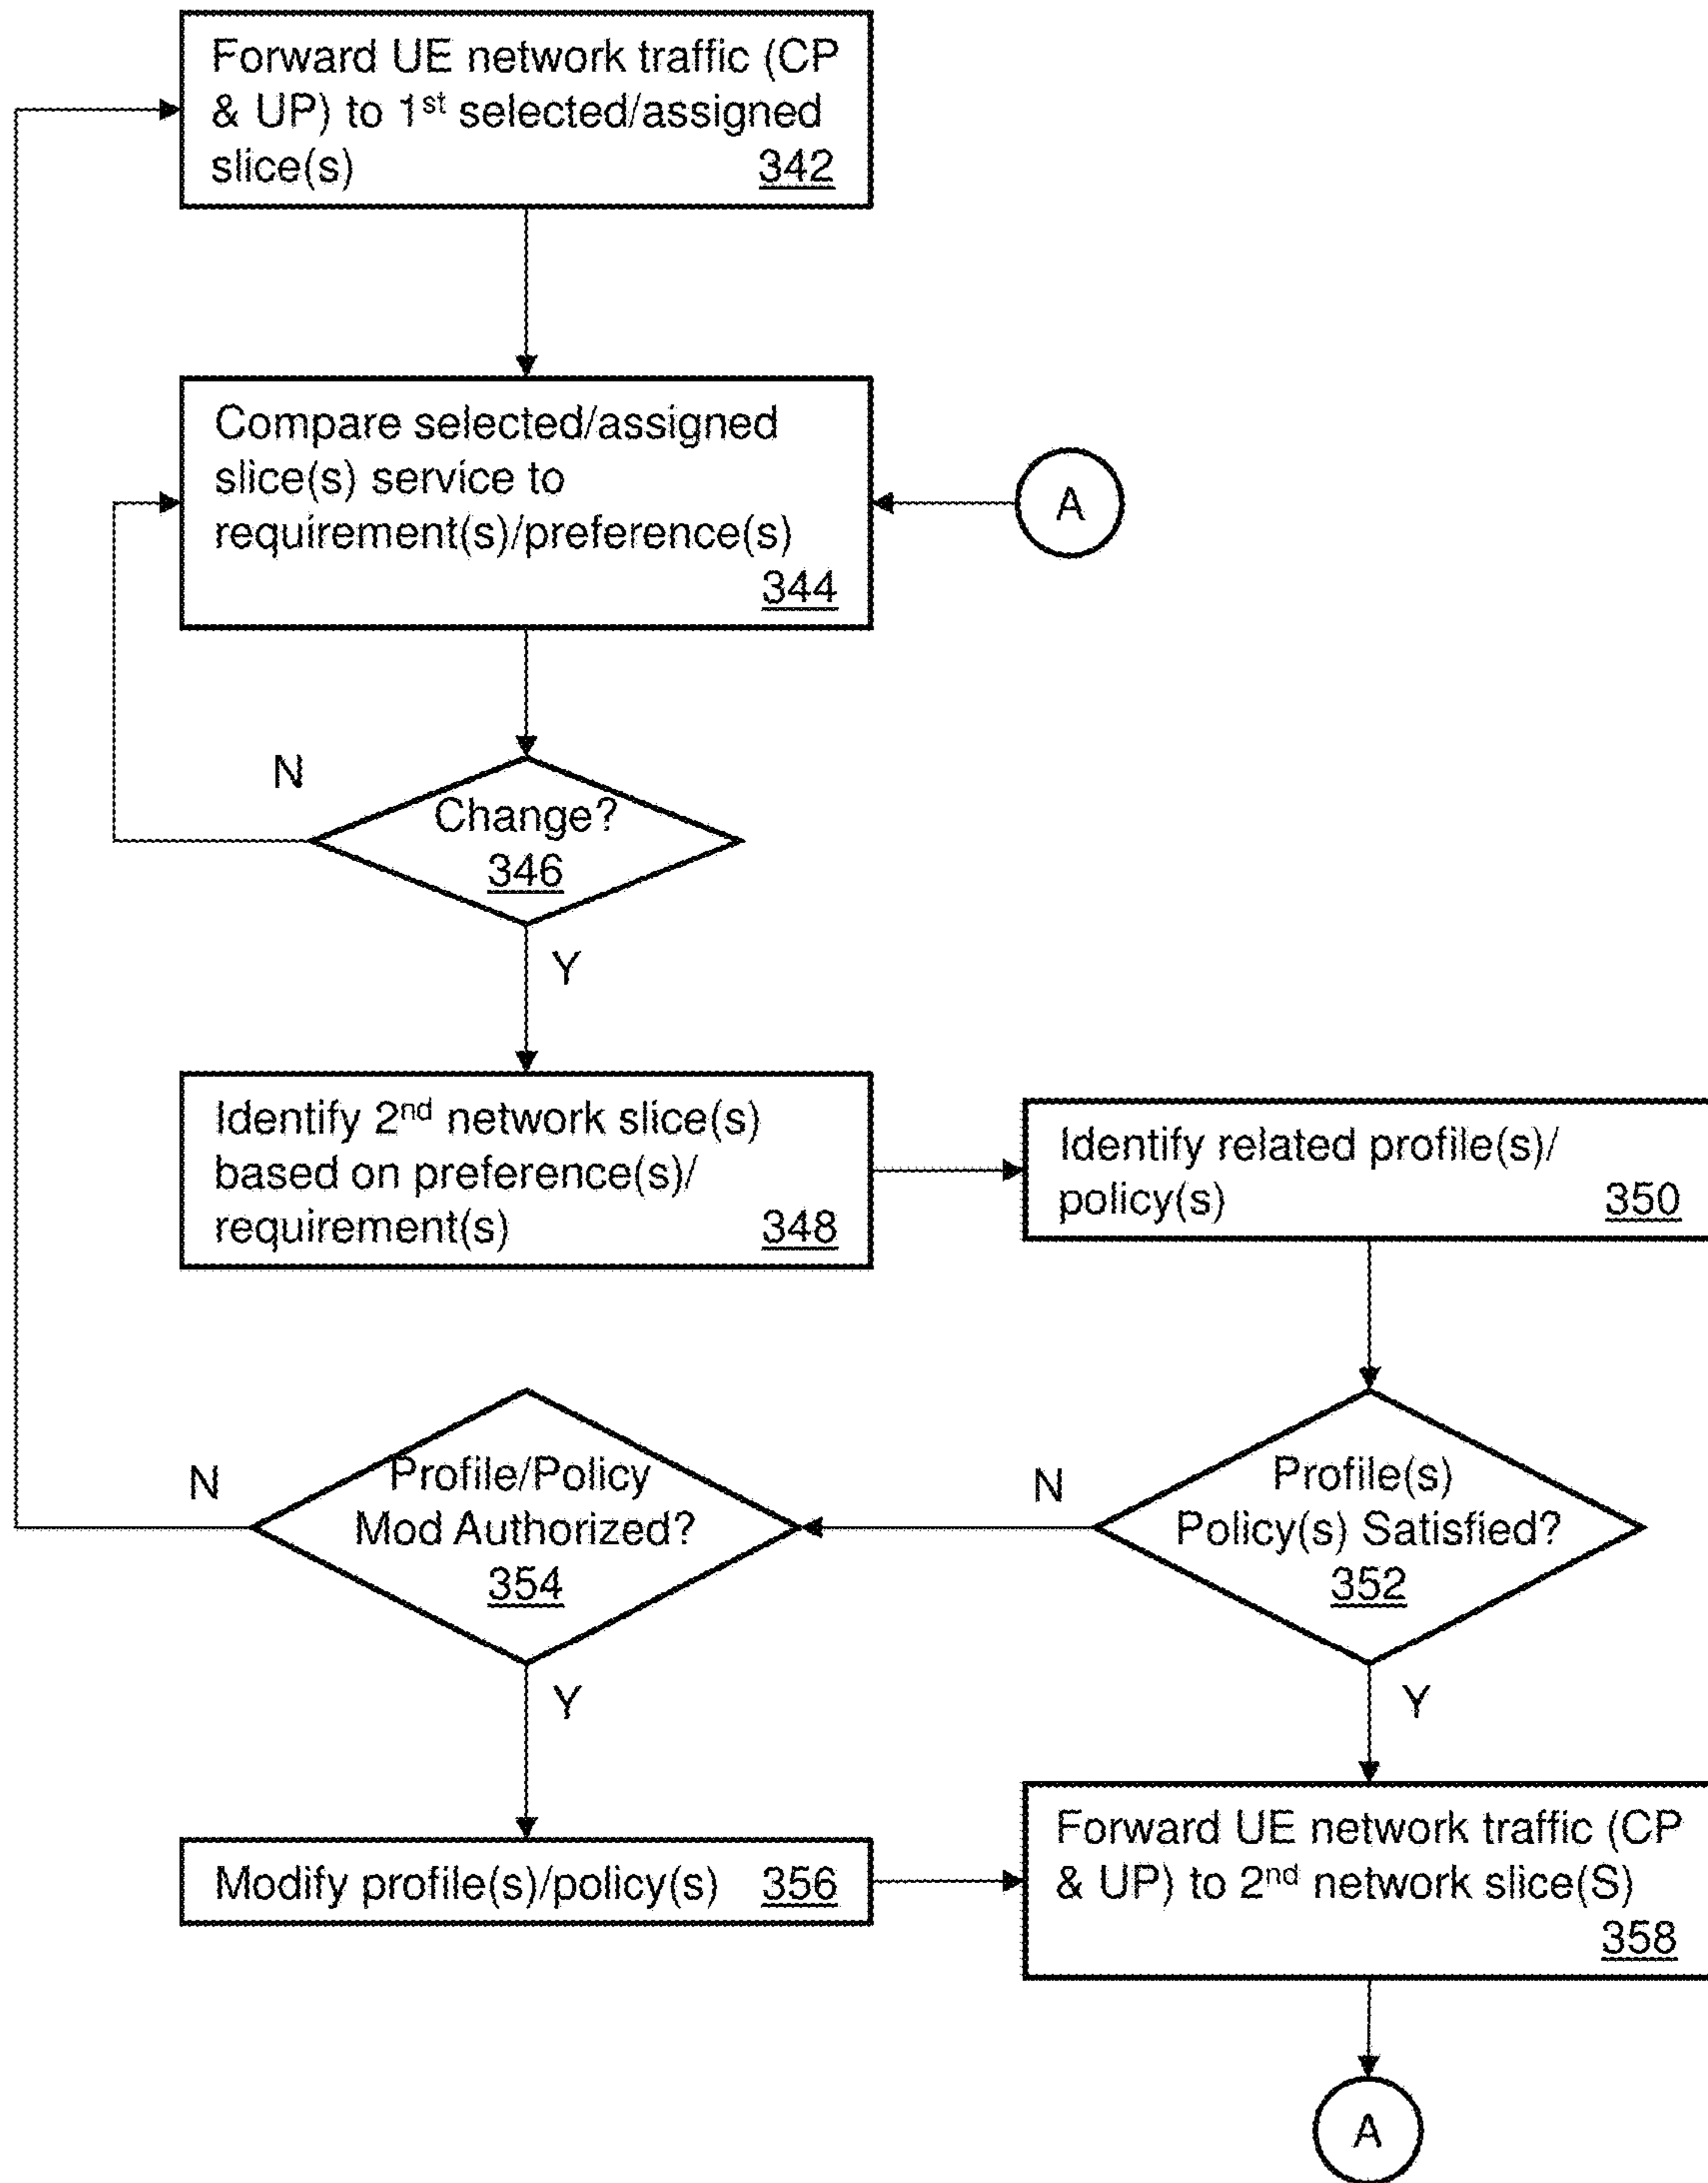 Forward UE network traffic (CP
& UP) to 1st selected/assigned
slice(s) 342
Compare selected/assigned
slice(s) service to
requirement(s)/preference(s)
344
A
N
Change?
346
Y
Identify 2nd network slice(s)
based on preference(s)/
requirement(s) 348
Identify related profile(s)/
policy(s) 350
Profile(s)
Policy(s) Satisfied?
352
N
Y
Profile/Policy
Mod Authorized?
354
N
Y
Modify profile(s)/policy(s) 356
Forward UE network traffic (CP
& UP) to 2nd network slice(S)
358
A